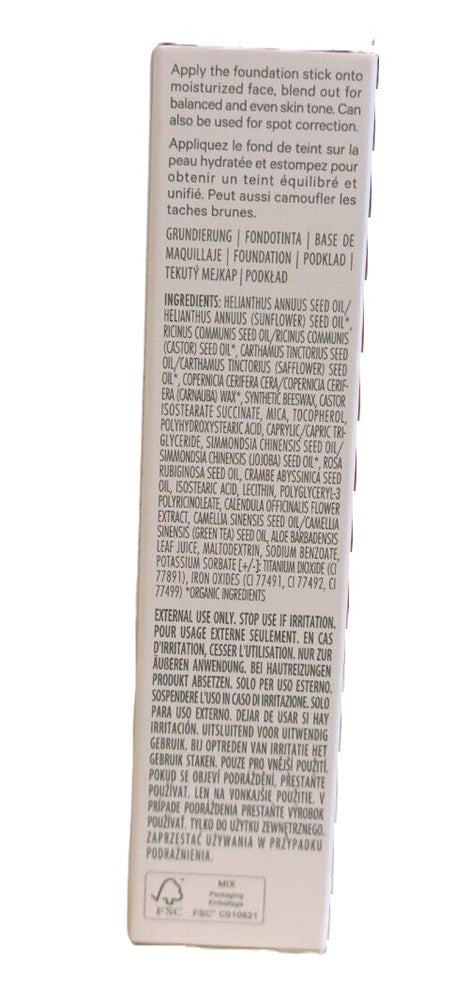 Apply the foundation stick onto
moisturized face, blend out for
balanced and even skin tone. Can
also be used for spot correction.
Appliquez le fond de teint sur la
peau hydratée et estompez pour
obtenir un teint équilibré et
unifié. Peut aussi camoufler les
taches brunes.
GRUNDIERUNG | FONDOTINTA | BASE DE
MAQUILLAJE | FOUNDATION | PODKLAD |
TEKUTÝ MEJKAP | PODKŁAD
INGREDIENTS: HELIANTHUS ANNUUS SEED OIL/
HELIANTHUS ANNUUS (SUNFLOWER) SEED OIL*,
RICINUS COMMUNIS SEED OIL/RICINUS COMMUNIS
(CASTOR) SEED OIL*, CARTHAMUS TINCTORIUS SEED
OIL/CARTHAMUS TINCTORIUS (SAFFLOWER) SEED
OIL*, COPERNICIA CERIFERA CERA/COPERNICIA CERIF-
ERA (CARNAUBA) WAX*, SYNTHETIC BEESWAX, CASTOR
ISOSTEARATE SUCCINATE, MICA, TOCOPHEROL,
POLYHYDROXYSTEARIC ACID, CAPRYLIC/CAPRIC TRI-
GLYCERIDE, SIMMONDSIA CHINENSIS SEED OIL/
SIMMONDSIA CHINENSIS (JOJOBA) SEED OIL*, ROSA
RUBIGINOSA SEED OIL, CRAMBE ABYSSINICA SEED
OIL, ISOSTEARIC ACID, LECITHIN, POLYGLYCERYL-3
POLYRICINOLEATE, CALENDULA OFFICINALIS FLOWER
EXTRACT, CAMELLIA SINENSIS SEED OIL/CAMELLIA
SINENSIS (GREEN TEA) SEED OIL, ALOE BARBADENSIS
LEAF JUICE, MALTODEXTRIN, SODIUM BENZOATE,
POTASSIUM SORBATE [+/-]: TITANIUM DIOXIDE (CI
77891), IRON OXIDES (CI 77491, CI 77492, CI
77499) *ORGANIC INGREDIENTS
EXTERNAL USE ONLY. STOP USE IF IRRITATION.
POUR USAGE EXTERNE SEULEMENT. EN CAS
D'IRRITATION, CESSER L'UTILISATION. NUR ZUR
ÄUßEREN ANWENDUNG. BEI HAUTREIZUNGEN
PRODUKT ABSETZEN. SOLO PER USO ESTERNO.
SOSPENDERE L'USO IN CASO DI IRRITAZIONE. SOLO
PARA USO EXTERNO. DEJAR DE USAR SI HAY
IRRITACIÓN. UITSLUITEND VOOR UITWENDIG
GEBRUIK. BIJ OPTREDEN VAN IRRITATIE HET
GEBRUIK STAKEN. POUZE PRO VNĚJŠÍ POUŽITÍ.
POKUD SE OBJEVÍ PODRÁŽDĚNÍ, PŘESTAŇTE
POUŽÍVAT. LEN NA VONKAJŠIE POUŽITIE. V
PRÍPADE PODRÁŽDENIA PRESTAŇTE VÝROBOK
POUŽÍVAŤ. TYLKO DO UŻYTKU ZEWNĘTRZNEGO.
ZAPRZESTAĆ UŻYWANIA W PRZYPADKU
PODRAŻNIENIA.
MIX
Packaging
Emballage
FSC
FSC® C010621